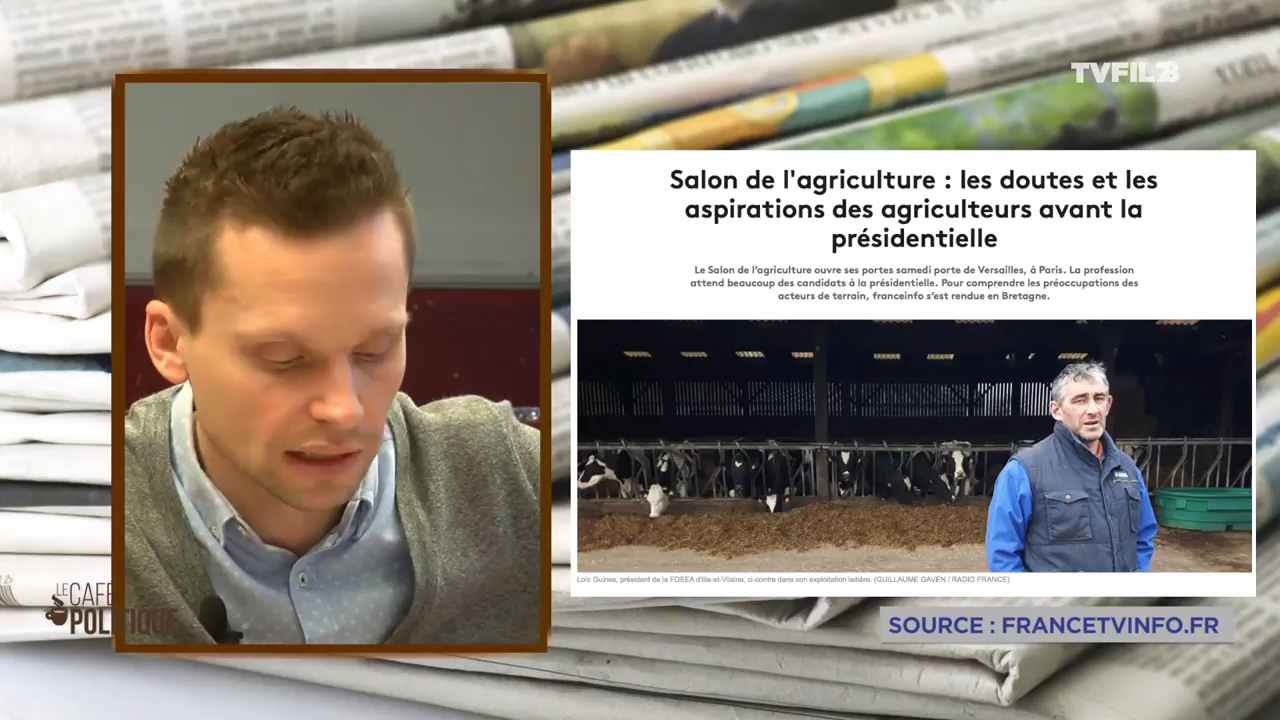 TVFIL78
Salon de l'agriculture : les doutes et les
aspirations des agriculteurs avant la
présidentielle
Le Salon de l'agriculture ouvre ses portes samedi porte de Versailles, à Paris. La profession
attend beaucoup des candidats à la présidentielle. Pour comprendre les préoccupations des
acteurs de terrain, franceinfo s'est rendue en Bretagne.
Loïc Guines, président de la FDSEA d'Ille-et-Vilaine, ci-contre dans son exploitation laitière. (GUILLAUME GAVEN / RADIO FRANCE)
LE CAFE
POLITIQUE
SOURCE : FRANCETVINFO.FR